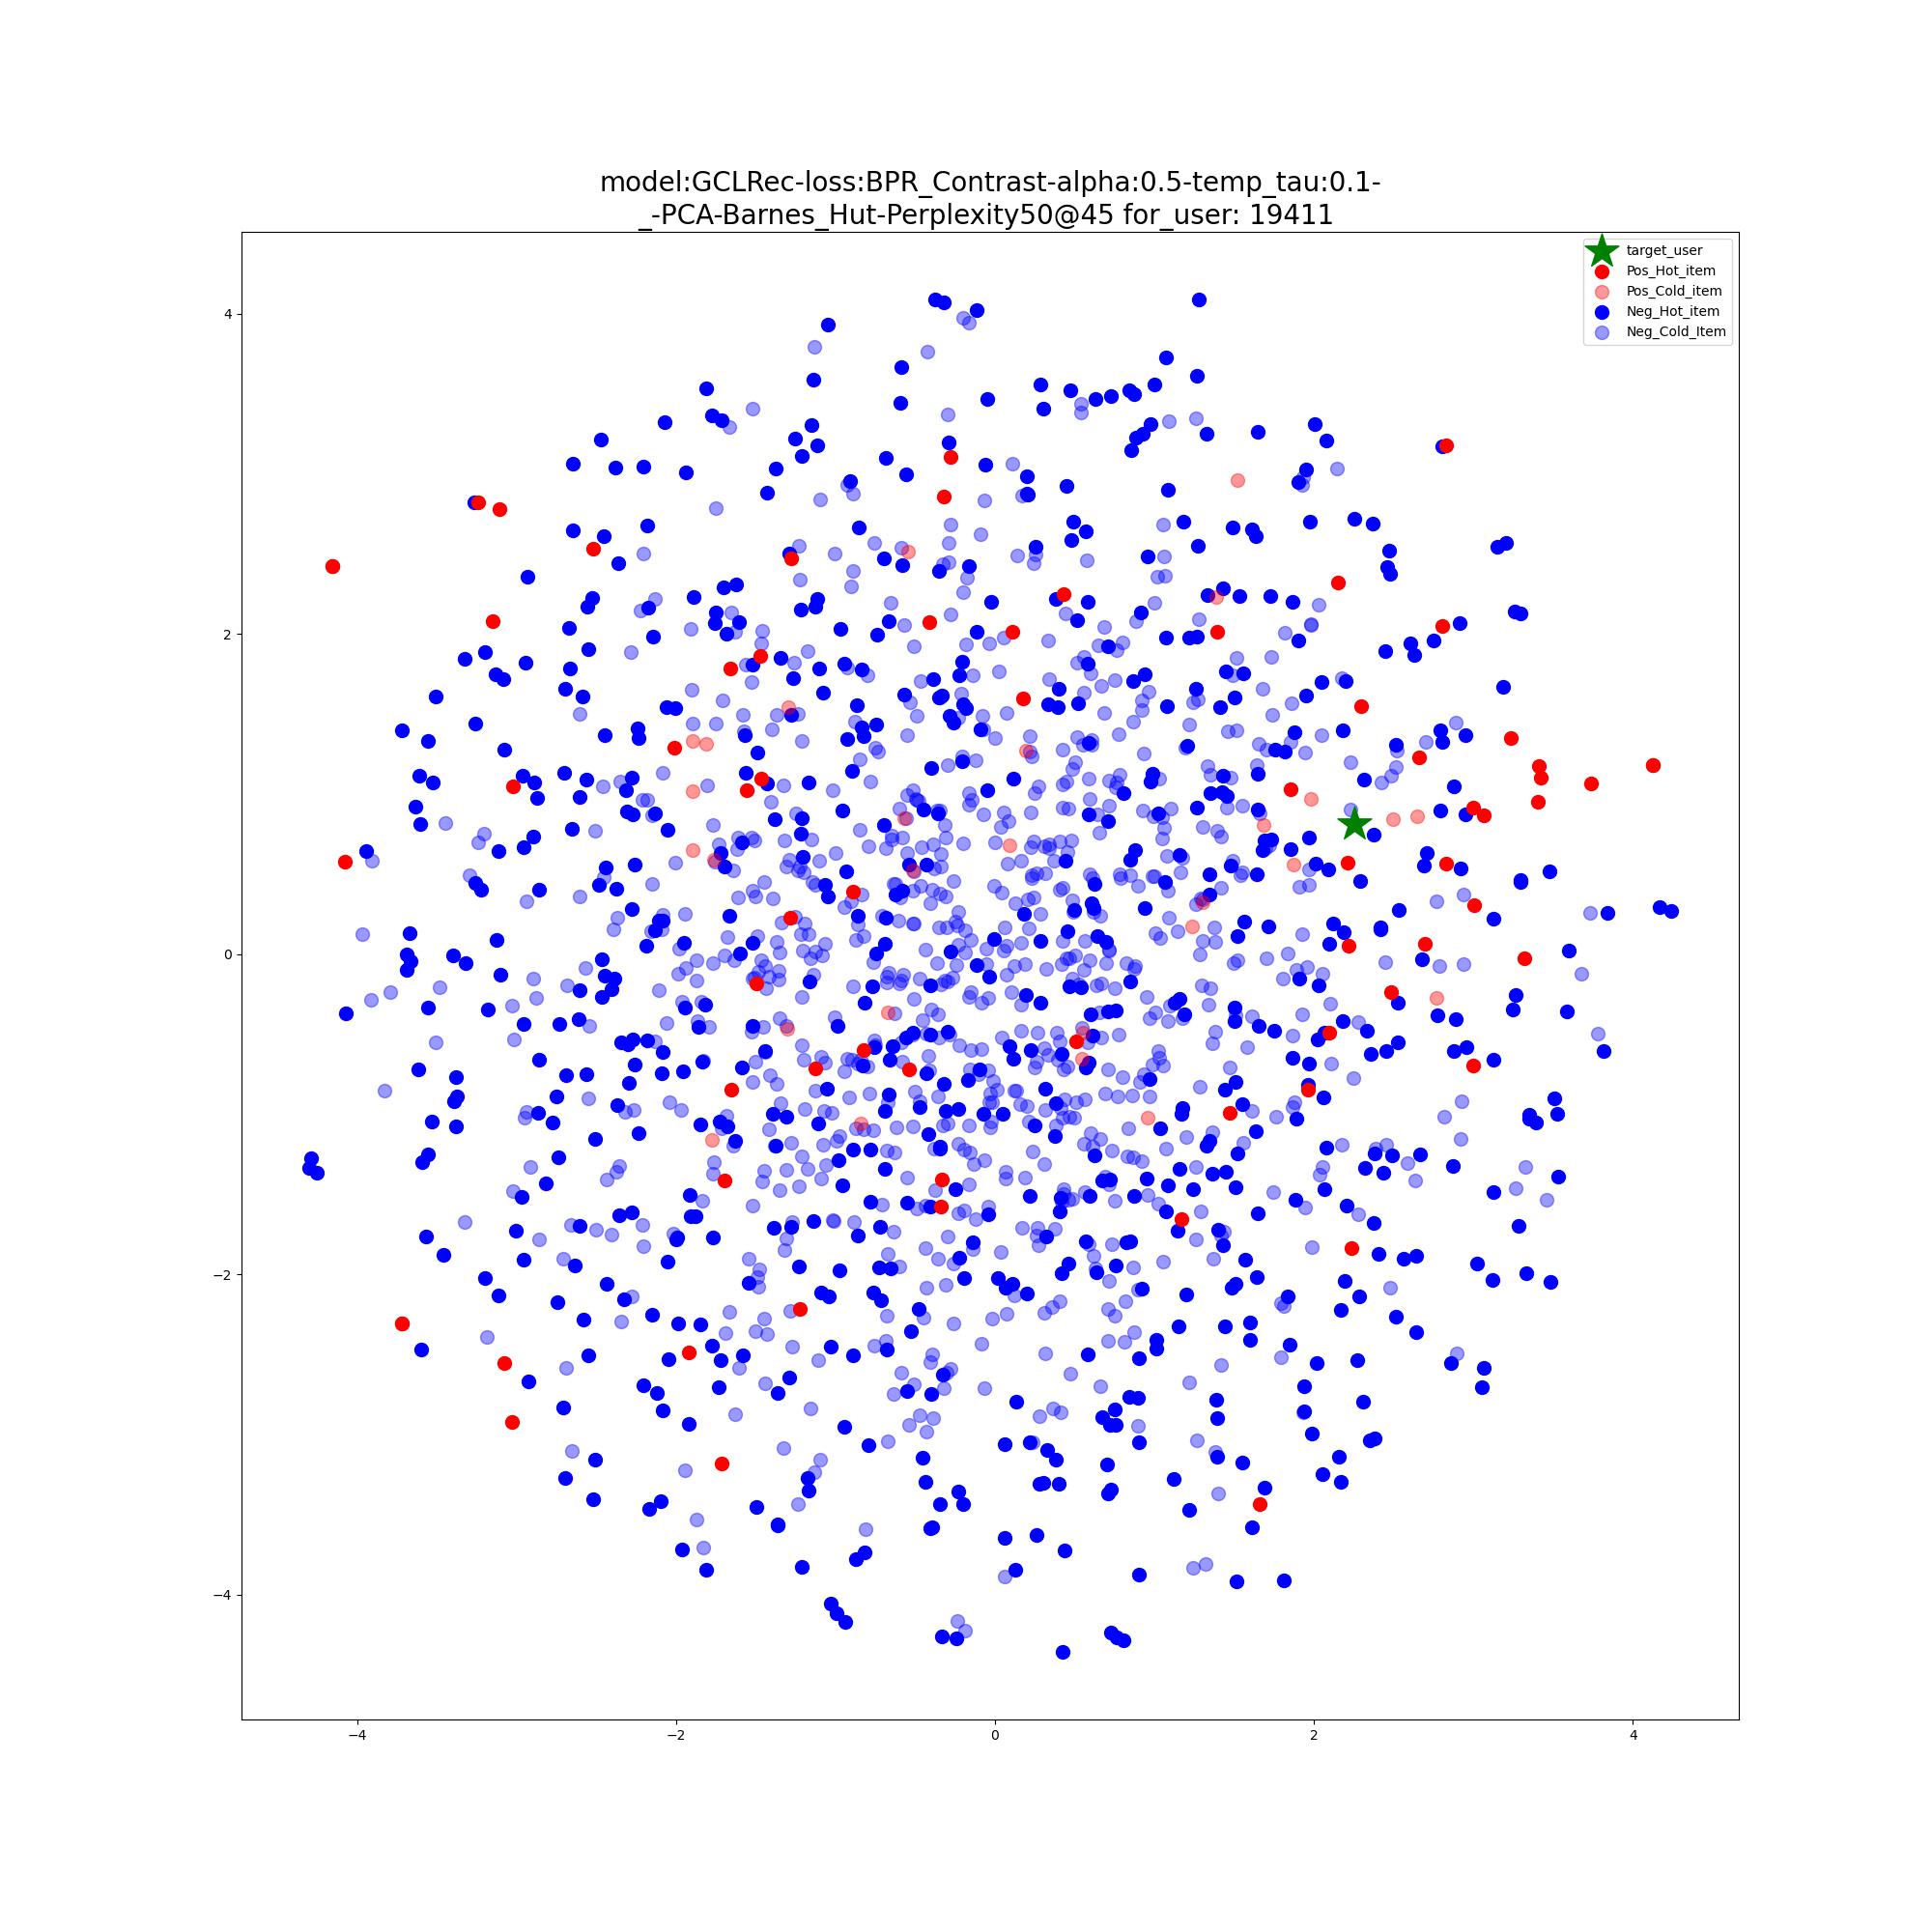 model:GCLRec-loss:BPR_Contrast-alpha:0.5-temp_tau:0.1-
_-PCA-Barnes_Hut-Perplexity50@45 for_user: 19411
target_user
Pos_Hot_item
Pos_Cold_item
Neg_Hot_item
Neg_Cold_Item
4
2
0
−2
−4
−4
−2
0
2
4